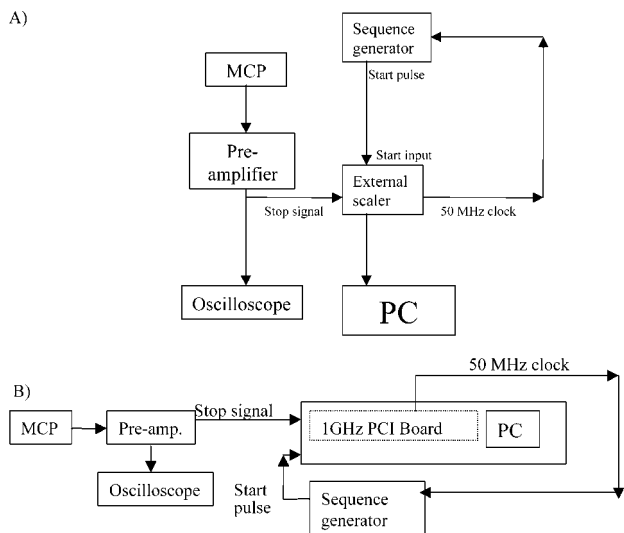 A)
Sequence
generator
MCP
Start pulse
Pre-
amplifier
Start input
External
scaler
Stop signal
50 MHz clock
Oscilloscope
PC
50 MHz clock
B)
Stop signal
MCP
Pre-amp.
1GHz PCI Board
PC
Oscilloscope
Start
pulse
Sequence
generator